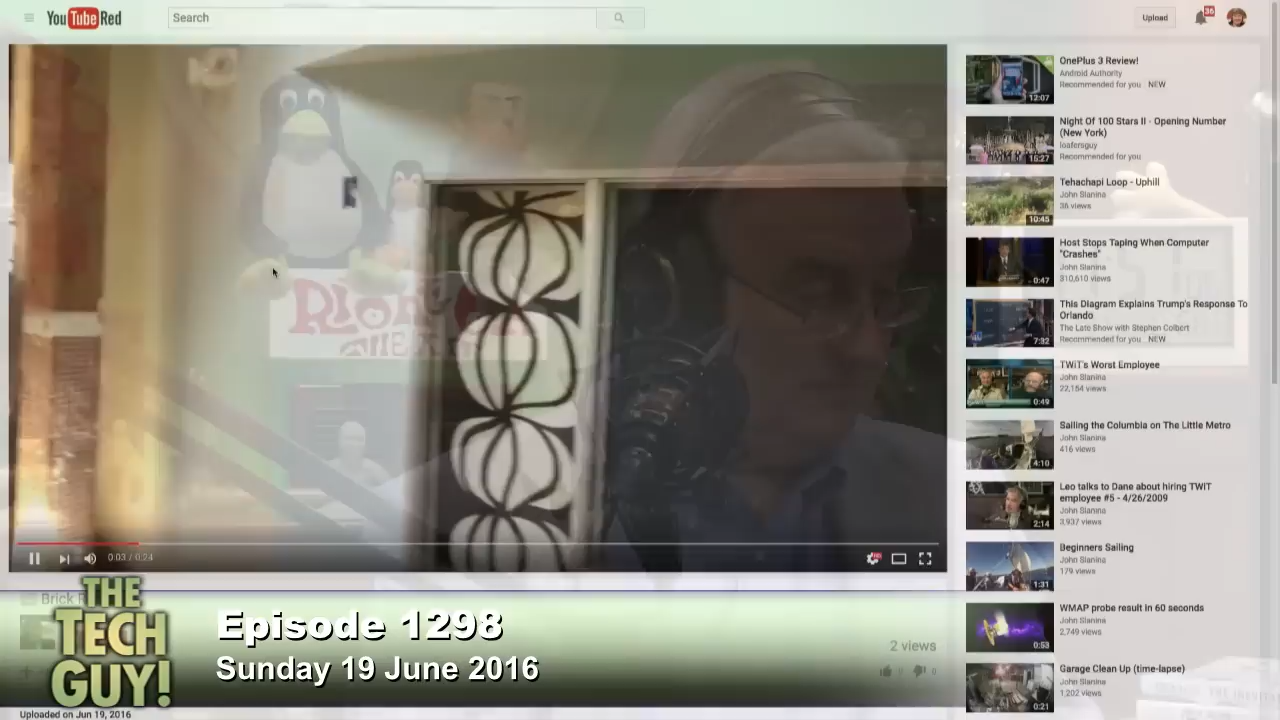 YouTube Red
Search
Upload
36
OnePlus 3 Review!
Android Authority
Recommended for you NEW
12:07
Night Of 100 Stars II - Opening Number
(New York)
loafersguy
Recommended for you
15:27
Tehachapi Loop - Uphill
John Slanina
36 views
10:45
Host Stops Taping When Computer
"Crashes"
John Slanina
310,610 views
0:47
This Diagram Explains Trump's Response To
Orlando
The Late Show with Stephen Colbert
Recommended for you NEW
7:32
TWiT's Worst Employee
John Slanina
22,154 views
0:49
Sailing the Columbia on The Little Metro
John Slanina
416 views
4:10
Leo talks to Dane about hiring TWiT
employee #5 - 4/26/2009
John Slanina
3,937 views
2:14
Beginners Sailing
John Slanina
179 views
1:31
WMAP probe result in 60 seconds
John Slanina
2,749 views
0:53
Garage Clean Up (time-lapse)
John Slanina
1,202 views
0:21
0:03 / 0:24
Brick
THE
TECH
GUY!
Episode 1298
Sunday 19 June 2016
2 views
0 0
Uploaded on Jun 19, 2016